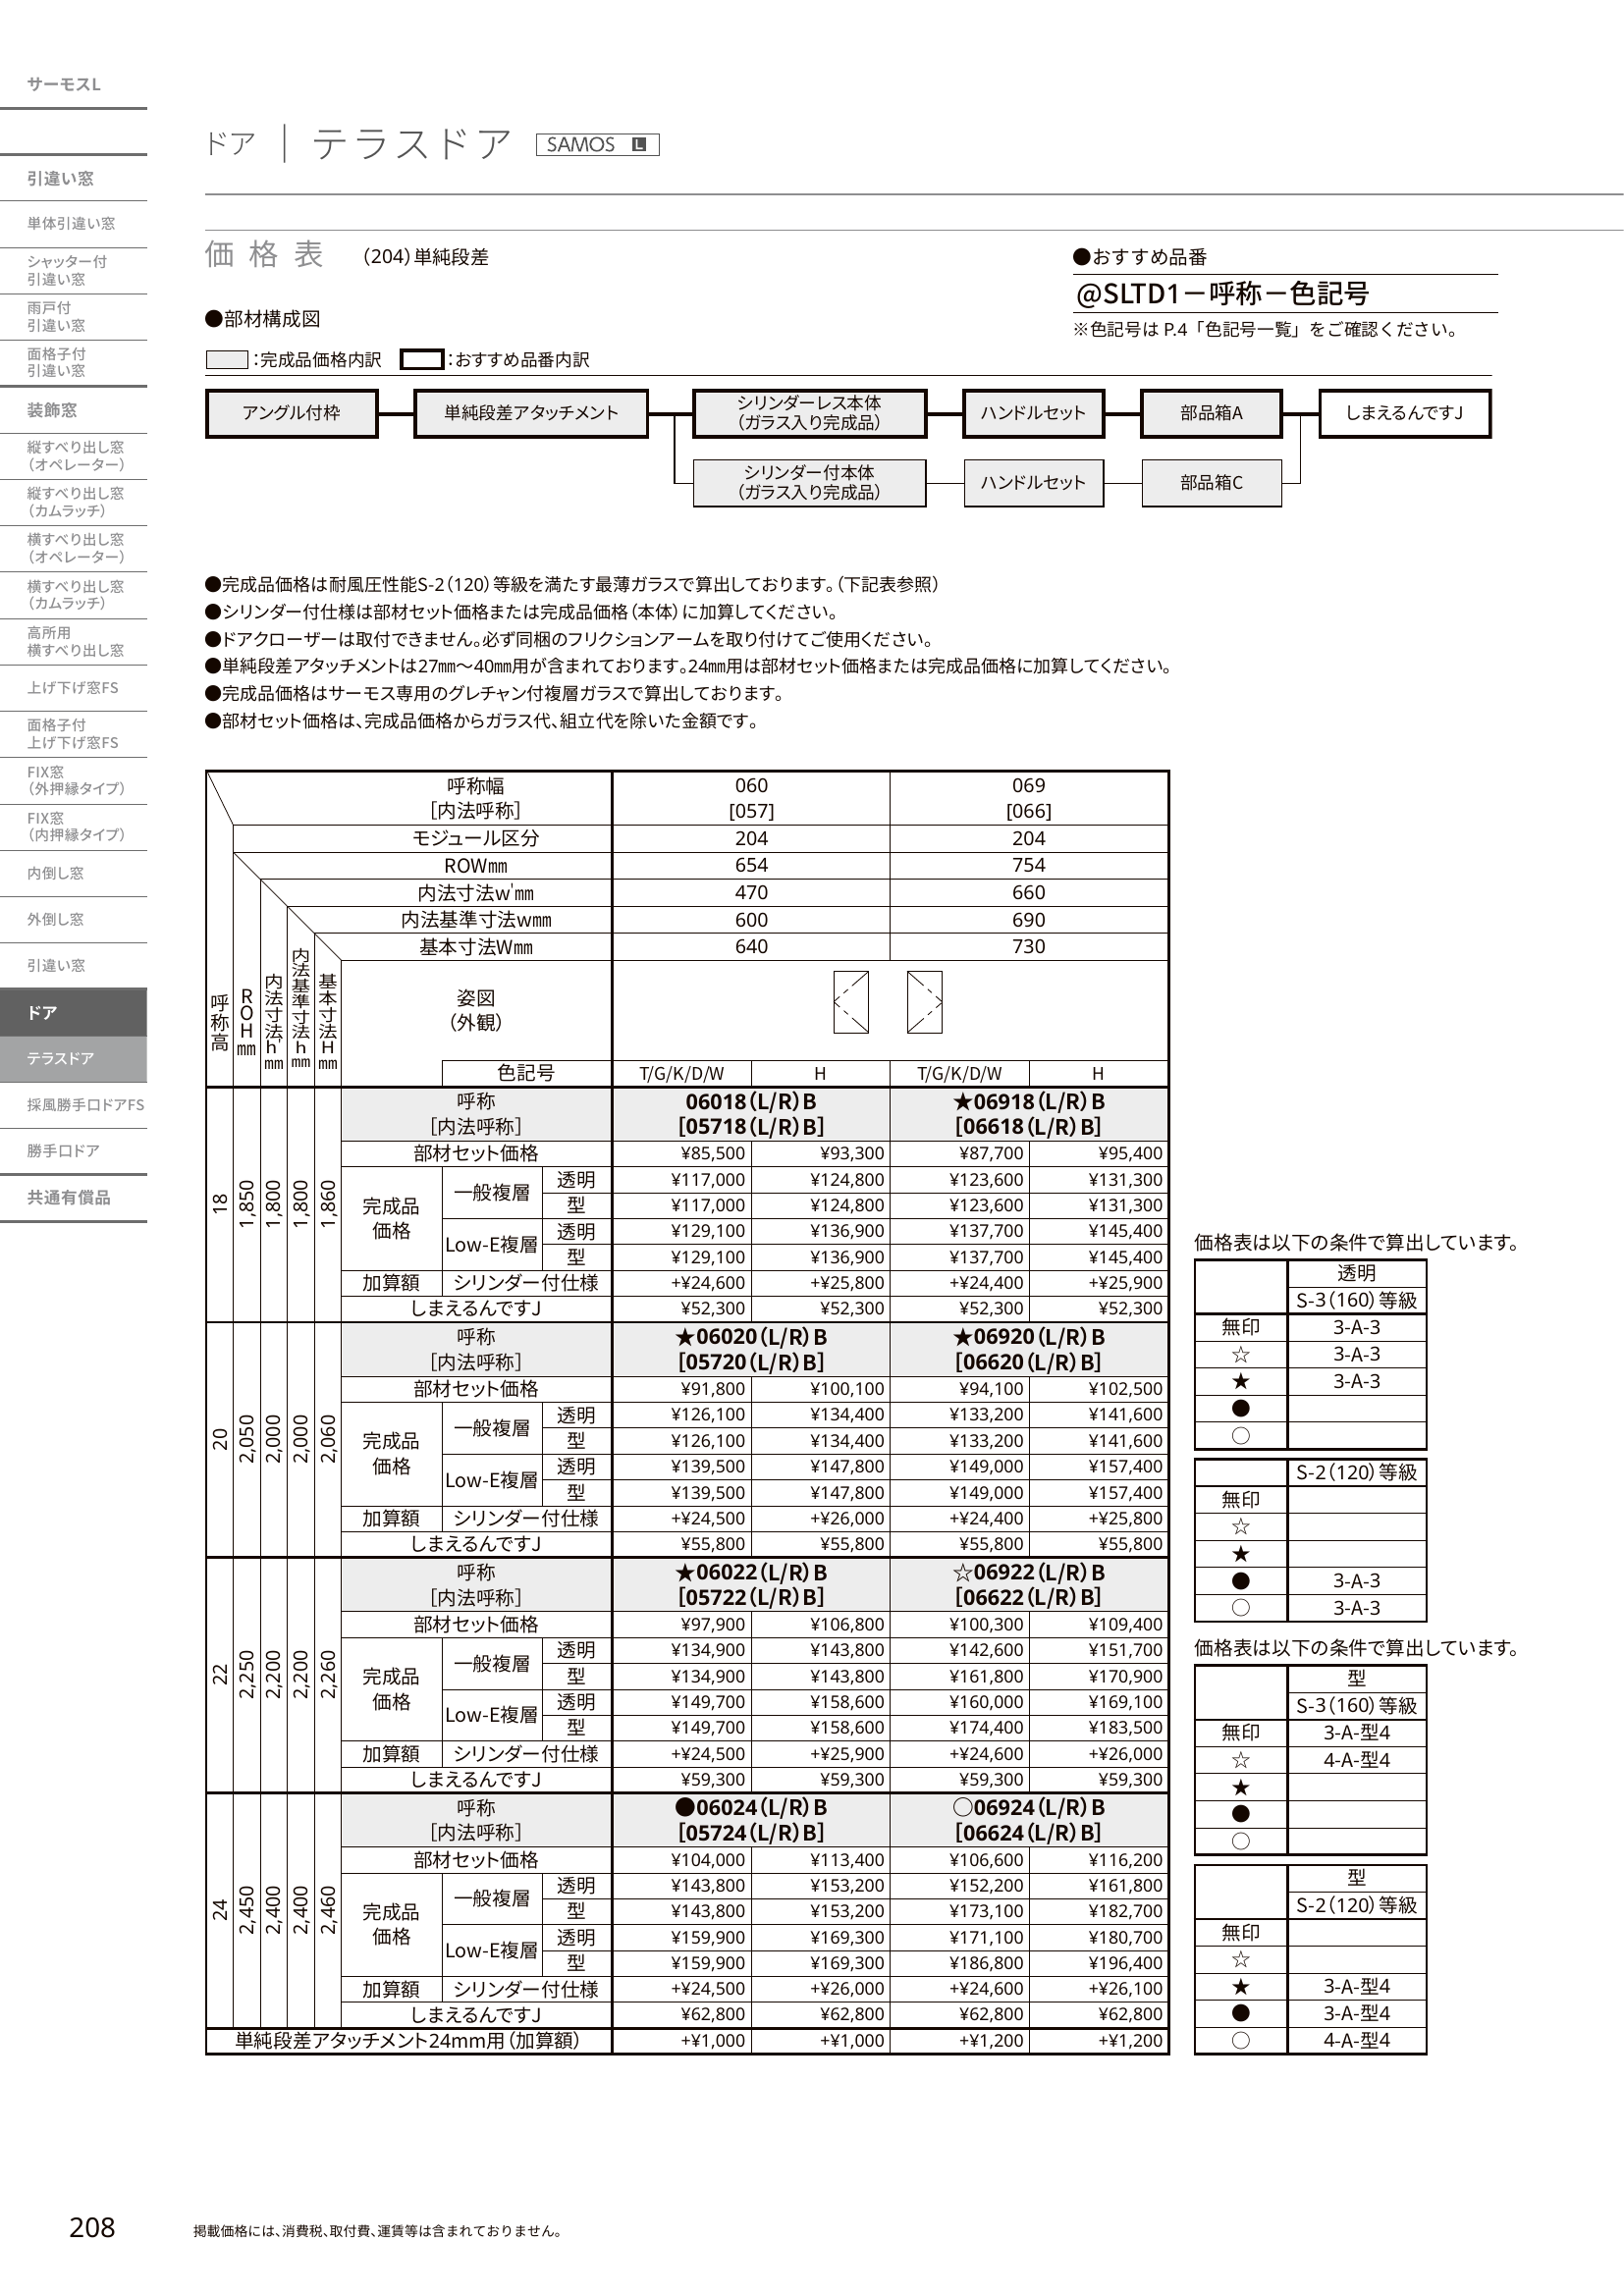 サーモスL
引違い窓
単体引違い窓
シャッター付
引違い窓
雨戸付
引違い窓
面格子付
引違い窓
装飾窓
縦すべり出し窓
（オペレーター）
縦すべり出し窓
（カムラッチ）
横すべり出し窓
（オペレーター）
横すべり出し窓
（カムラッチ）
高所用
横すべり出し窓
上げ下げ窓FS
面格子付
上げ下げ窓FS
FIX窓
（外押縁タイプ）
FIX窓
（内押縁タイプ）
内倒し窓
外倒し窓
引違い窓
ドア
テラスドア
採風勝手口ドアFS
勝手口ドア
共通有償品
ドア｜テラスドア SAMOS L
価格表 （204）単純段差
●おすすめ品番
@SLTD1－呼称－色記号
※色記号は P.4「色記号一覧」をご確認ください。
●部材構成図
：完成品価格内訳 ：おすすめ品番内訳
アングル付枠 単純段差アタッチメント シリンダーレス本体（ガラス入り完成品） ハンドルセット 部品箱A しまえるんですJ
シリンダー付本体（ガラス入り完成品） ハンドルセット 部品箱C
●完成品価格は耐風圧性能S-2（120）等級を満たす最薄ガラスで算出しております。（下記表参照）
●シリンダー付仕様は部材セット価格または完成品価格（本体）に加算してください。
●ドアクローザーは取付できません。必ず同梱のフリクションアームを取り付けてご使用ください。
●単純段差アタッチメントは27㎜～40㎜用が含まれております。24㎜用は部材セット価格または完成品価格に加算してください。
●完成品価格はサーモス専用のグレチャン付複層ガラスで算出しております。
●部材セット価格は、完成品価格からガラス代、組立代を除いた金額です。
呼称幅 060 069
［内法呼称］ [057] [066]
モジュール区分 204 204
ROW㎜ 654 754
内法寸法w'㎜ 470 660
内法基準寸法w㎜ 600 690
基本寸法W㎜ 640 730
呼称高 ROH㎜ 内法寸法h'㎜ 内法基準寸法h㎜ 基本寸法H㎜
姿図
（外観）
色記号 T/G/K/D/W H T/G/K/D/W H
18 1,850 1,800 1,800 1,860
呼称 06018（L/R）B ★06918（L/R）B
［内法呼称］ ［05718（L/R）B］ ［06618（L/R）B］
部材セット価格 ¥85,500 ¥93,300 ¥87,700 ¥95,400
完成品価格 一般複層 透明 ¥117,000 ¥124,800 ¥123,600 ¥131,300
型 ¥117,000 ¥124,800 ¥123,600 ¥131,300
Low-E複層 透明 ¥129,100 ¥136,900 ¥137,700 ¥145,400
型 ¥129,100 ¥136,900 ¥137,700 ¥145,400
加算額 シリンダー付仕様 +¥24,600 +¥25,800 +¥24,400 +¥25,900
しまえるんですJ ¥52,300 ¥52,300 ¥52,300 ¥52,300
20 2,050 2,000 2,000 2,060
呼称 ★06020（L/R）B ★06920（L/R）B
［内法呼称］ ［05720（L/R）B］ ［06620（L/R）B］
部材セット価格 ¥91,800 ¥100,100 ¥94,100 ¥102,500
完成品価格 一般複層 透明 ¥126,100 ¥134,400 ¥133,200 ¥141,600
型 ¥126,100 ¥134,400 ¥133,200 ¥141,600
Low-E複層 透明 ¥139,500 ¥147,800 ¥149,000 ¥157,400
型 ¥139,500 ¥147,800 ¥149,000 ¥157,400
加算額 シリンダー付仕様 +¥24,500 +¥26,000 +¥24,400 +¥25,800
しまえるんですJ ¥55,800 ¥55,800 ¥55,800 ¥55,800
22 2,250 2,200 2,200 2,260
呼称 ★06022（L/R）B ☆06922（L/R）B
［内法呼称］ ［05722（L/R）B］ ［06622（L/R）B］
部材セット価格 ¥97,900 ¥106,800 ¥100,300 ¥109,400
完成品価格 一般複層 透明 ¥134,900 ¥143,800 ¥142,600 ¥151,700
型 ¥134,900 ¥143,800 ¥161,800 ¥170,900
Low-E複層 透明 ¥149,700 ¥158,600 ¥160,000 ¥169,100
型 ¥149,700 ¥158,600 ¥174,400 ¥183,500
加算額 シリンダー付仕様 +¥24,500 +¥25,900 +¥24,600 +¥26,000
しまえるんですJ ¥59,300 ¥59,300 ¥59,300 ¥59,300
24 2,450 2,400 2,400 2,460
呼称 ●06024（L/R）B ○06924（L/R）B
［内法呼称］ ［05724（L/R）B］ ［06624（L/R）B］
部材セット価格 ¥104,000 ¥113,400 ¥106,600 ¥116,200
完成品価格 一般複層 透明 ¥143,800 ¥153,200 ¥152,200 ¥161,800
型 ¥143,800 ¥153,200 ¥173,100 ¥182,700
Low-E複層 透明 ¥159,900 ¥169,300 ¥171,100 ¥180,700
型 ¥159,900 ¥169,300 ¥186,800 ¥196,400
加算額 シリンダー付仕様 +¥24,500 +¥26,000 +¥24,600 +¥26,100
しまえるんですJ ¥62,800 ¥62,800 ¥62,800 ¥62,800
単純段差アタッチメント24mm用（加算額） +¥1,000 +¥1,000 +¥1,200 +¥1,200
価格表は以下の条件で算出しています。
透明
S-3（160）等級
無印 3-A-3
☆ 3-A-3
★ 3-A-3
●
○
S-2（120）等級
無印
☆
★
● 3-A-3
○ 3-A-3
価格表は以下の条件で算出しています。
型
S-3（160）等級
無印 3-A-型4
☆ 4-A-型4
★
●
○
型
S-2（120）等級
無印
☆
★ 3-A-型4
● 3-A-型4
○ 4-A-型4
208
掲載価格には、消費税、取付費、運賃等は含まれておりません。